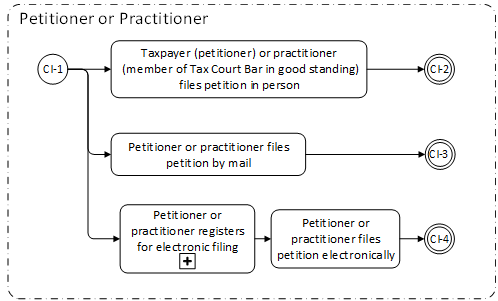 Petitioner or Practitioner
CI-1
Taxpayer (petitioner) or practitioner
(member of Tax Court Bar in good standing)
files petition in person
CI-2
Petitioner or practitioner files
petition by mail
CI-3
Petitioner or
practitioner registers
for electronic filing
Petitioner or
practitioner files
petition electronically
CI-4